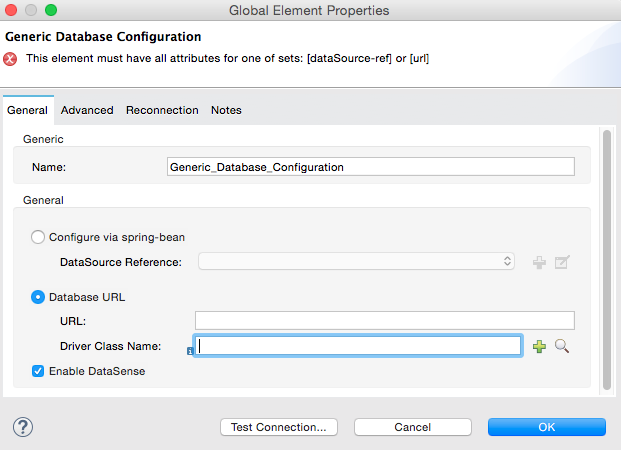 Global Element Properties
Generic Database Configuration
This element must have all attributes for one of sets: [dataSource-ref] or [url]
General Advanced Reconnection Notes
Generic
Name: Generic_Database_Configuration
General
Configure via spring-bean
DataSource Reference:
Database URL
URL:
Driver Class Name:
Enable DataSense
? Test Connection... Cancel OK